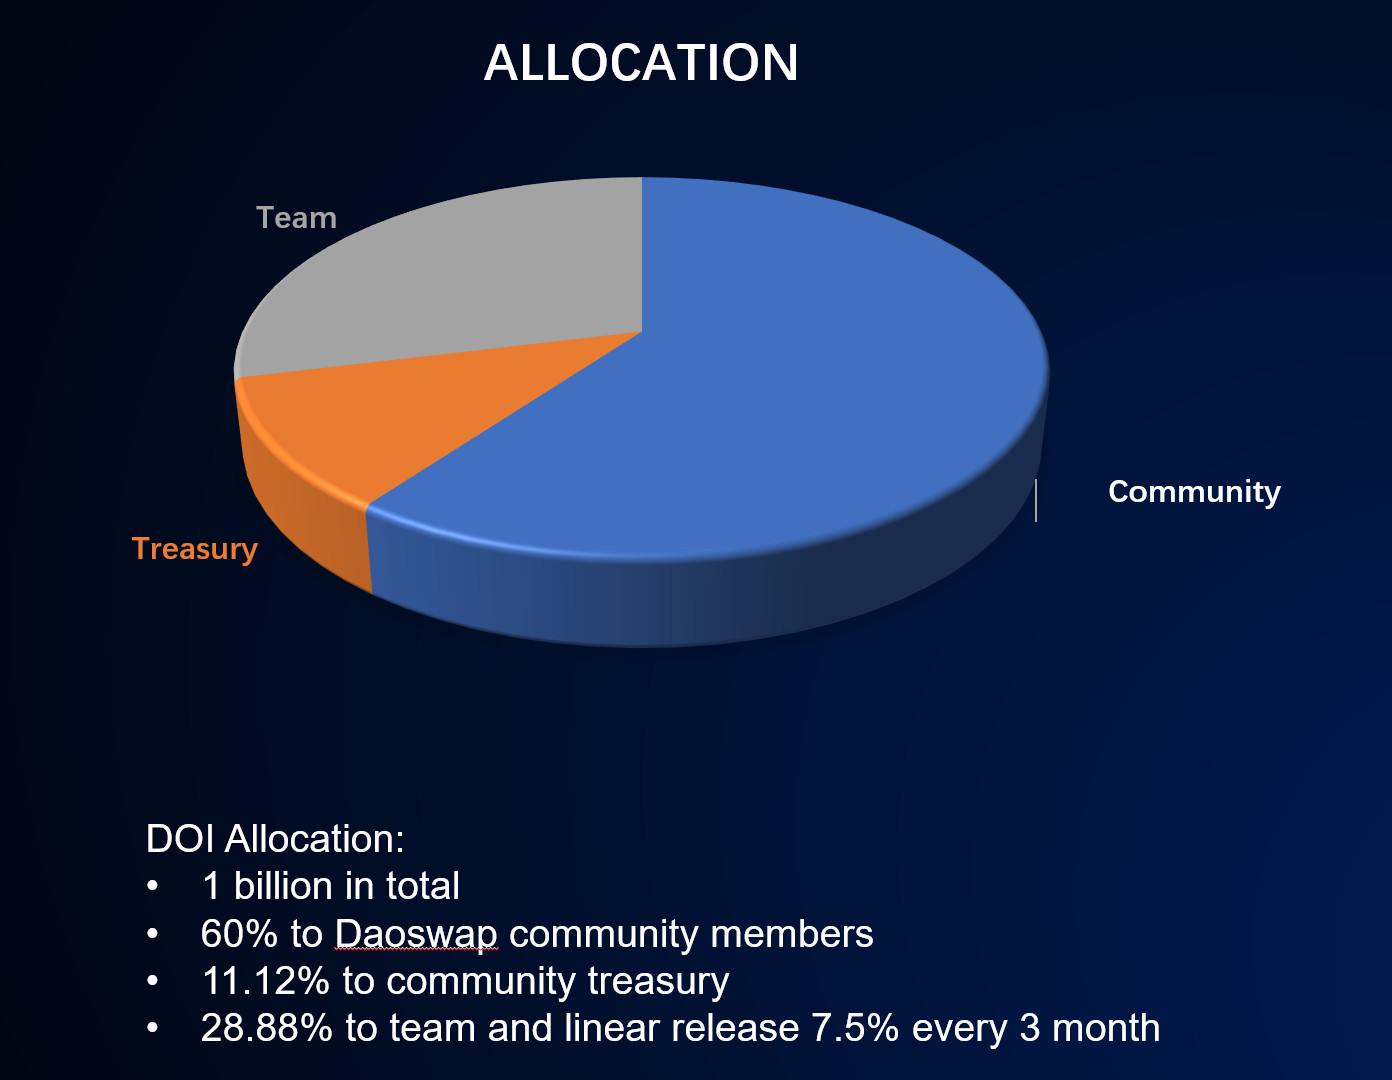 ALLOCATION
Team
Community
Treasury
DOI Allocation:
• 1 billion in total
• 60% to Daoswap community members
• 11.12% to community treasury
• 28.88% to team and linear release 7.5% every 3 month